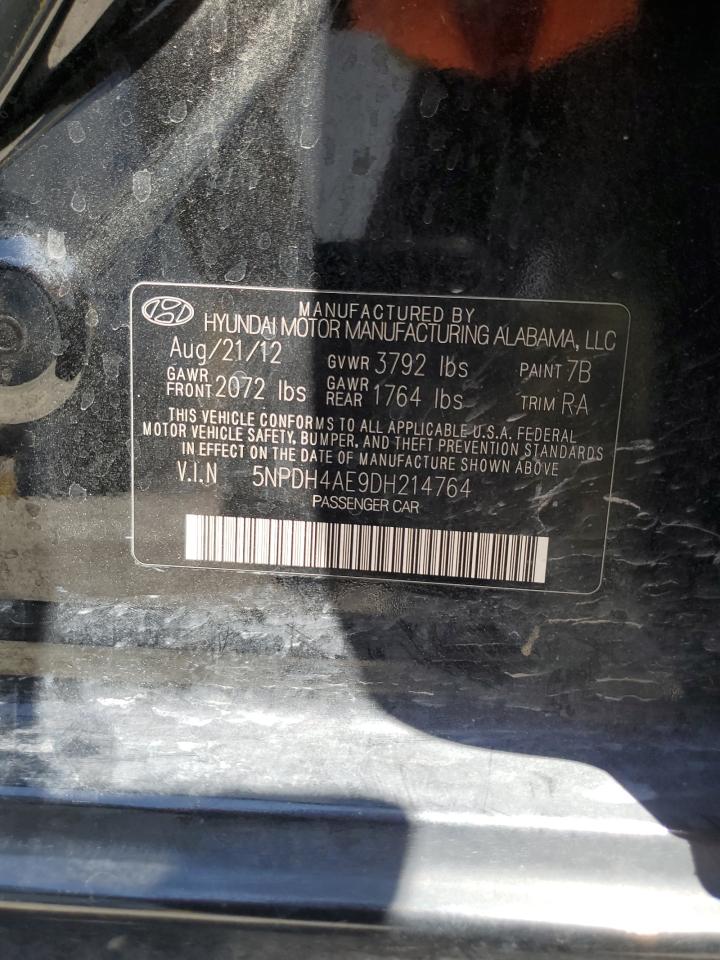 MANUFACTURED BY
HYUNDAI MOTOR MANUFACTURING ALABAMA, LLC
Aug/21/12 GVWR 3792 lbs PAINT 7B
GAWR FRONT 2072 lbs GAWR REAR 1764 lbs TRIM RA
THIS VEHICLE CONFORMS TO ALL APPLICABLE U.S.A. FEDERAL
MOTOR VEHICLE SAFETY, BUMPER, AND THEFT PREVENTION STANDARDS
IN EFFECT ON THE DATE OF MANUFACTURE SHOWN ABOVE
V.I.N 5NPDH4AE9DH214764
PASSENGER CAR